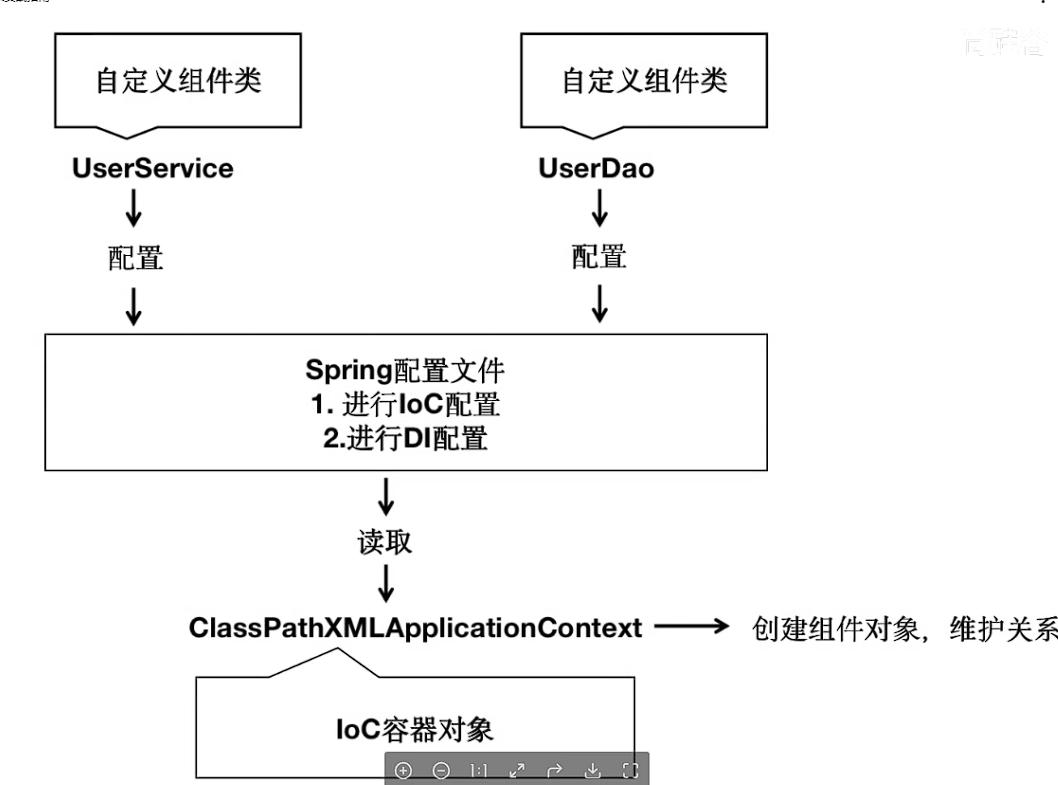 自定义组件类
自定义组件类
UserService
UserDao
配置
配置
Spring配置文件
1. 进行IoC配置
2.进行DI配置
读取
ClassPathXMLApplicationContext
创建组件对象，维护关系
IoC容器对象
1:1